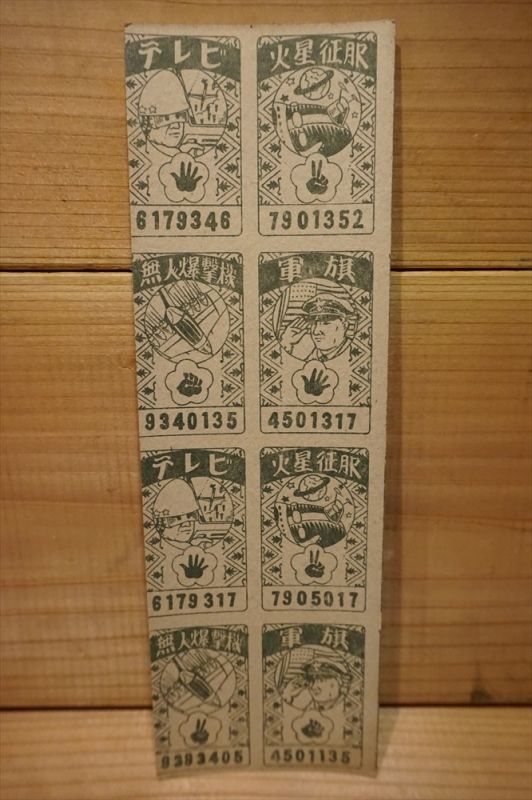 テレビ
火星征服
6179346
7901352
無人爆撃機
軍旗
9340135
4501317
テレビ
火星征服
6179317
7905017
無人爆撃機
軍旗
9393405
4501135